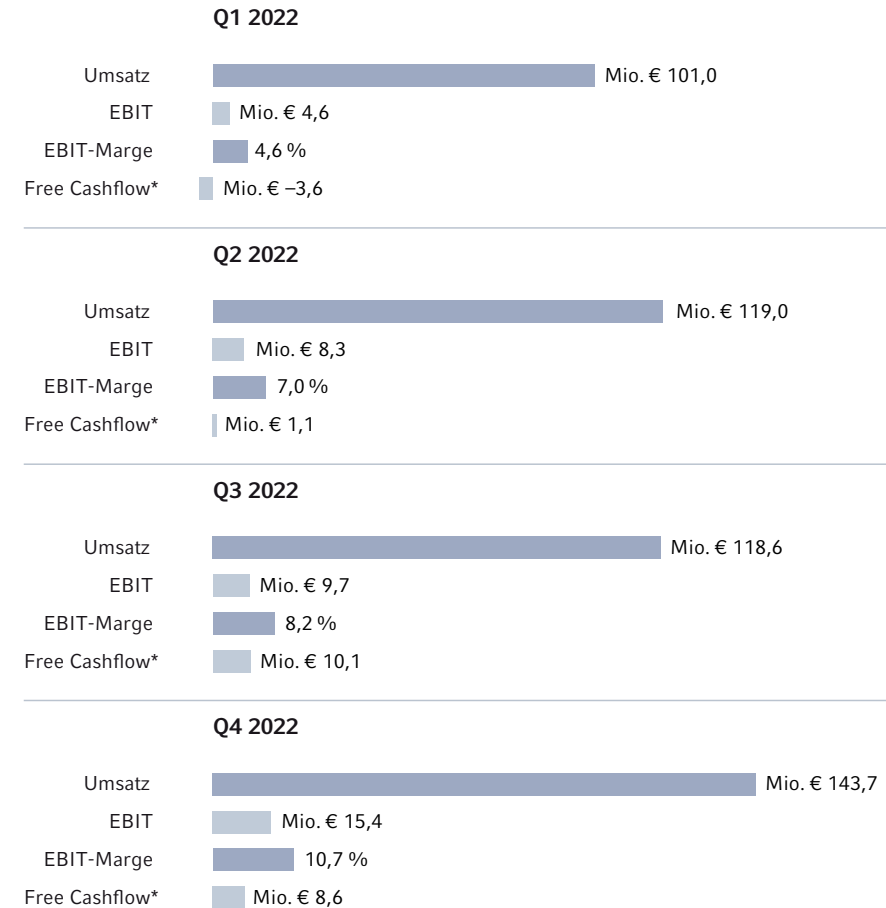 Q1 2022
Umsatz Mio. € 101,0
EBIT Mio. € 4,6
EBIT-Marge 4,6 %
Free Cashflow* Mio. € –3,6
Q2 2022
Umsatz Mio. € 119,0
EBIT Mio. € 8,3
EBIT-Marge 7,0 %
Free Cashflow* Mio. € 1,1
Q3 2022
Umsatz Mio. € 118,6
EBIT Mio. € 9,7
EBIT-Marge 8,2 %
Free Cashflow* Mio. € 10,1
Q4 2022
Umsatz Mio. € 143,7
EBIT Mio. € 15,4
EBIT-Marge 10,7 %
Free Cashflow* Mio. € 8,6